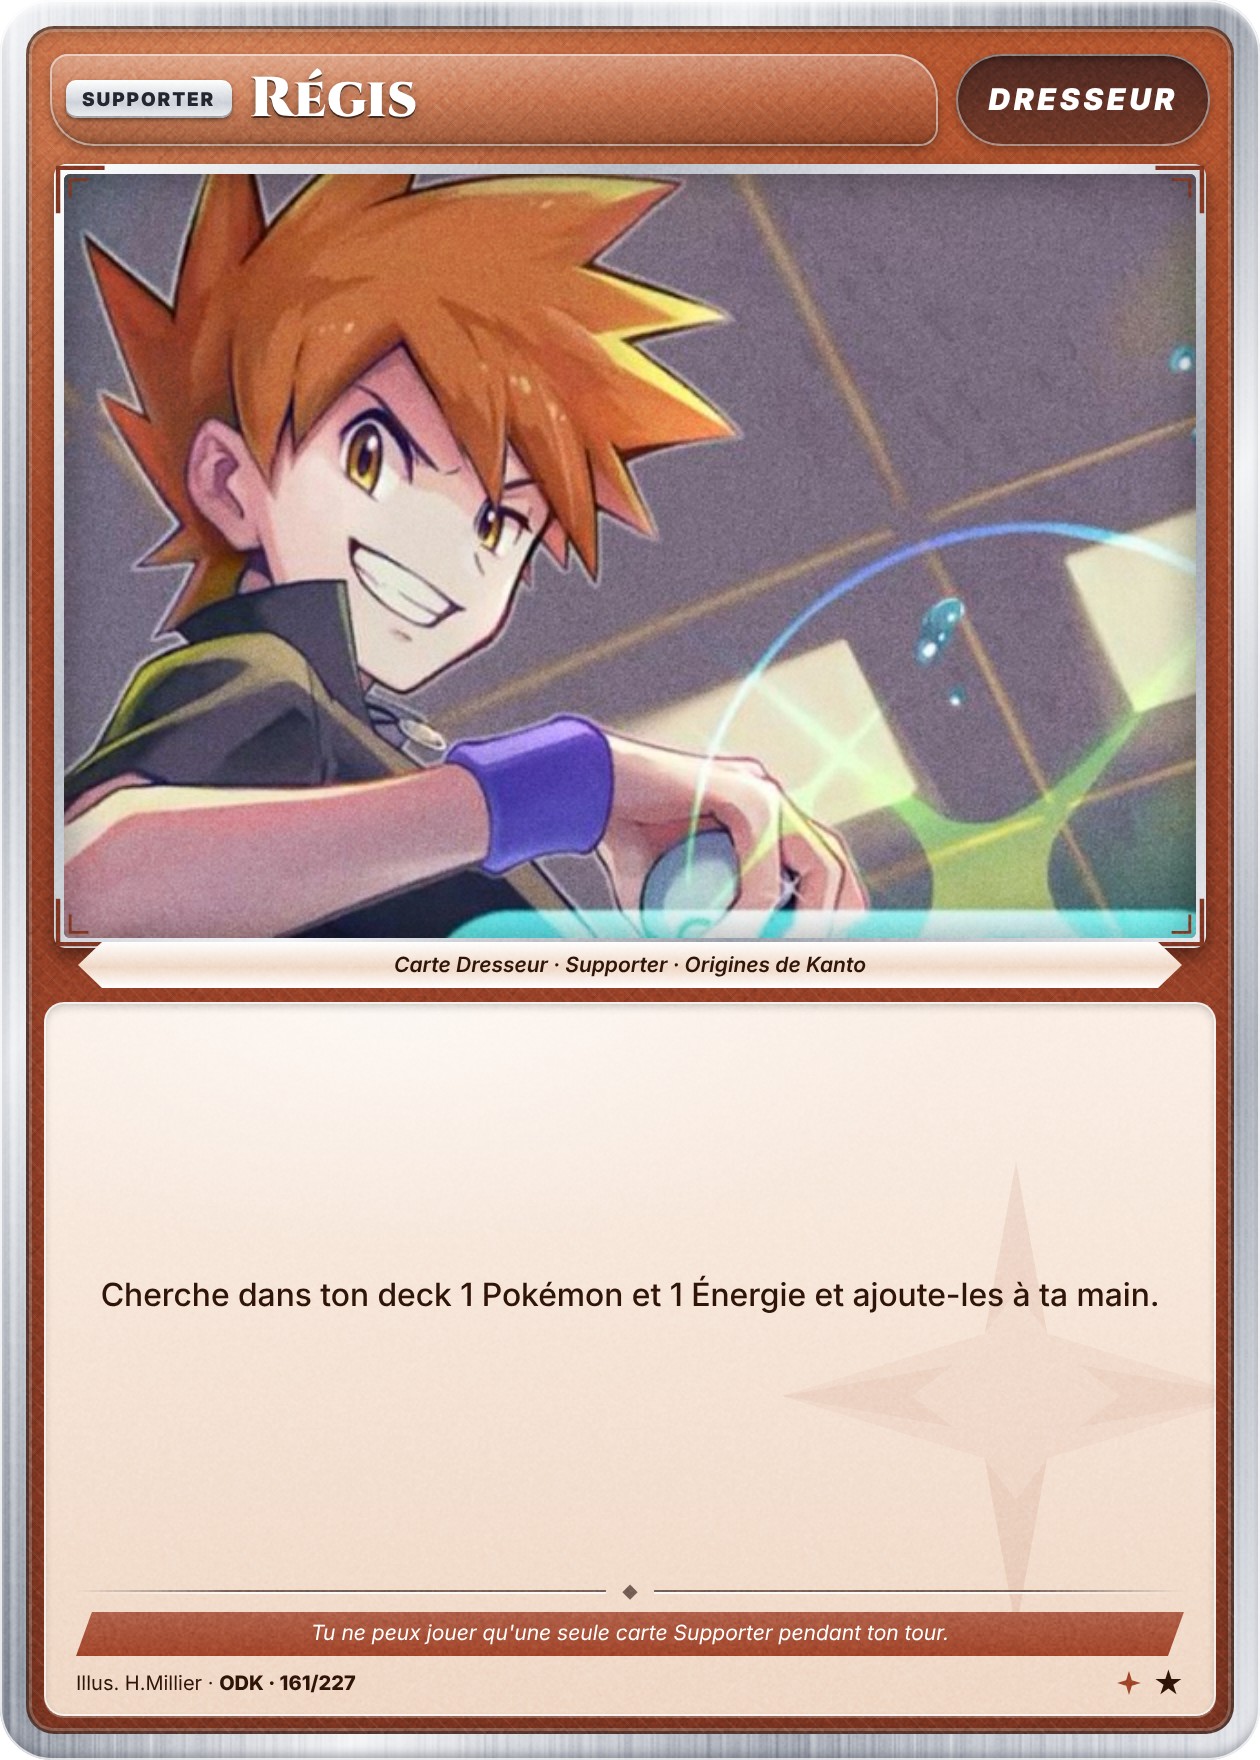 SUPPORTER RÉGIS DRESSEUR
Carte Dresseur · Supporter · Origines de Kanto
Cherche dans ton deck 1 Pokémon et 1 Énergie et ajoute-les à ta main.
Tu ne peux jouer qu'une seule carte Supporter pendant ton tour.
Illus. H.Millier · ODK · 161/227